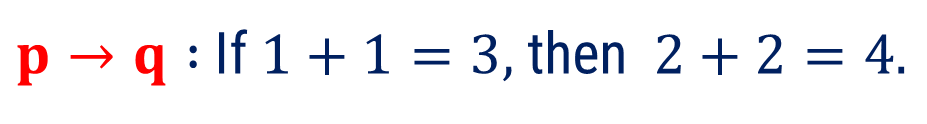 p → q : If 1 + 1 = 3, then 2 + 2 = 4.